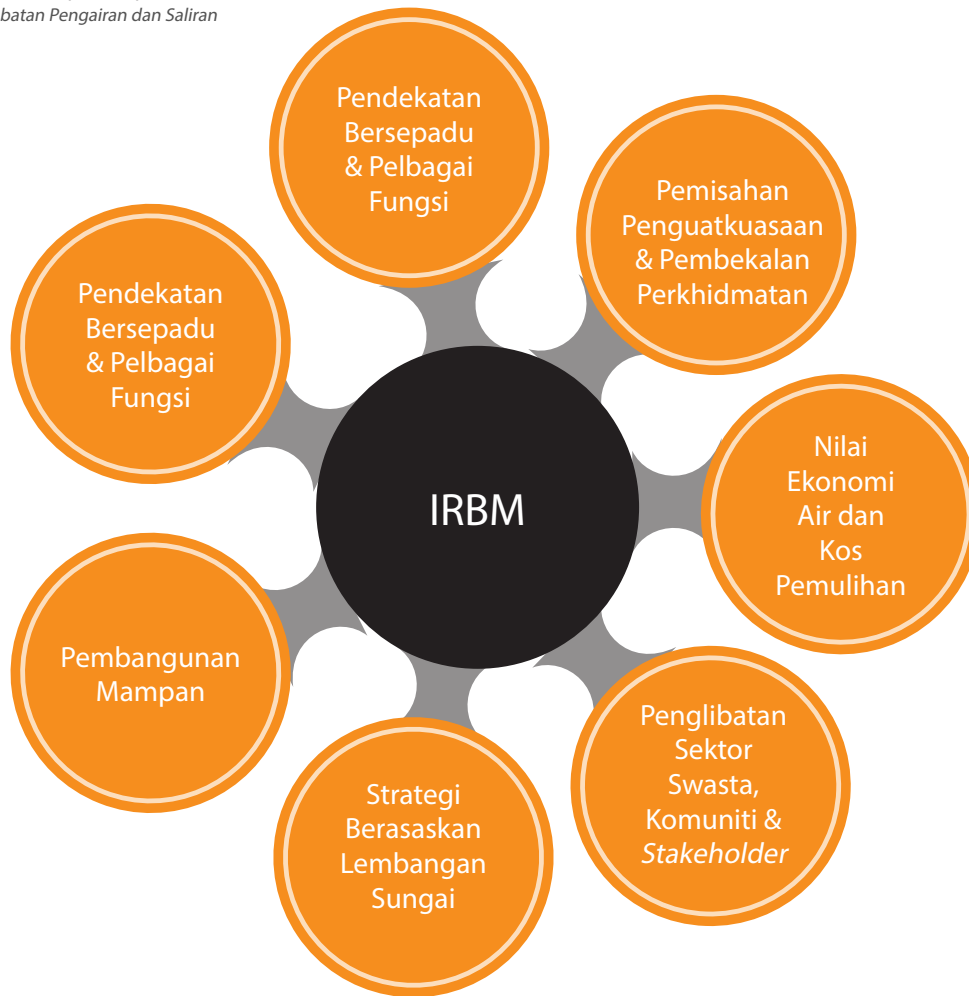 batan Pengairan dan Saliran
Pendekatan
Bersepadu
& Pelbagai
Fungsi
Pemisahan
Penguatkuasaan
& Pembekalan
Perkhidmatan
Nilai
Ekonomi
Air dan
Kos
Pemulihan
Penglibatan
Sektor
Swasta,
Komuniti &
Stakeholder
Strategi
Berasaskan
Lembangan
Sungai
Pembangunan
Mampan
Pendekatan
Bersepadu
& Pelbagai
Fungsi
IRBM